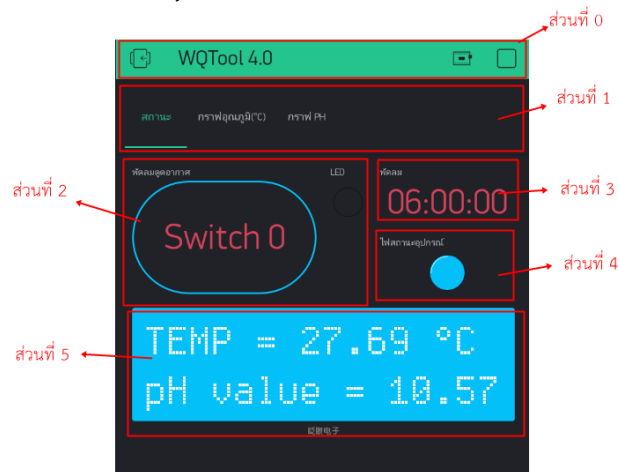 ส่วนที่ 0
WQTool 4.0
ส่วนที่ 1
สถานะ กราฟอุณภูมิ(°C) กราฟ PH
พัดลมดูดอากาศ LED พัดลม
ส่วนที่ 2
Switch 0
06:00:00
ส่วนที่ 3
ไฟสถานะอุปกรณ์
ส่วนที่ 4
TEMP = 27.69 °C
ส่วนที่ 5
pH value = 10.57
眨眼电子